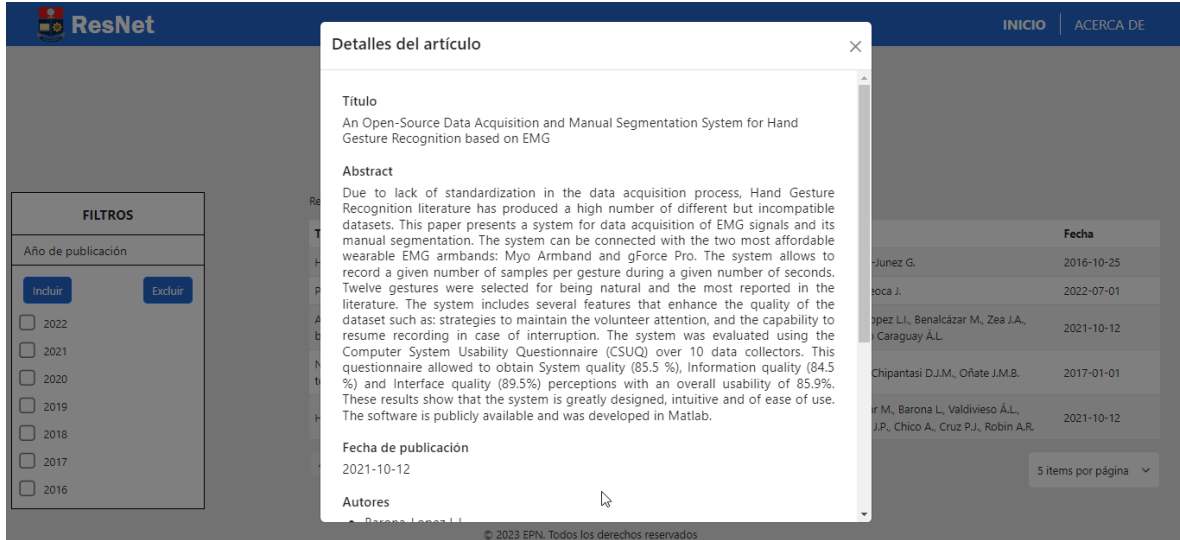 ResNet
INICIO
ACERCA DE
Detalles del artículo
Título
An Open-Source Data Acquisition and Manual Segmentation System for Hand
Gesture Recognition based on EMG
Abstract
Due to lack of standardization in the data acquisition process, Hand Gesture
Recognition literature has produced a high number of different but incompatible
datasets. This paper presents a system for data acquisition of EMG signals and its
manual segmentation. The system can be connected with the two most affordable
wearable EMG armbands: Myo Armband and gForce Pro. The system allows to
record a given number of samples per gesture during a given number of seconds.
Twelve gestures were selected for being natural and the most reported in the
literature. The system includes several features that enhance the quality of the
dataset such as: strategies to maintain the volunteer attention, and the capability to
resume recording in case of interruption. The system was evaluated using the
Computer System Usability Questionnaire (CSUQ) over 10 data collectors. This
questionnaire allowed to obtain System quality (85.5 %), Information quality (84.5
%) and Interface quality (89.5%) perceptions with an overall usability of 85.9%.
These results show that the system is greatly designed, intuitive and of ease of use.
The software is publicly available and was developed in Matlab.
Fecha de publicación
2021-10-12
Autores
FILTROS
Año de publicación
Incluir
Excluir
2022
2021
2020
2019
2018
2017
2016
Fecha
-Junez G.
2016-10-25
eoca J.
2022-07-01
opez L.I., Benalcázar M., Zea J.A.,
Caraguay Á.L.
2021-10-12
Chipantasi D.J.M., Oñate J.M.B.
2017-01-01
M., Barona L., Valdivieso Á.L.,
J.P., Chico A., Cruz P.J., Robin A.R.
2021-10-12
5 items por página
© 2023 EPN. Todos los derechos reservados